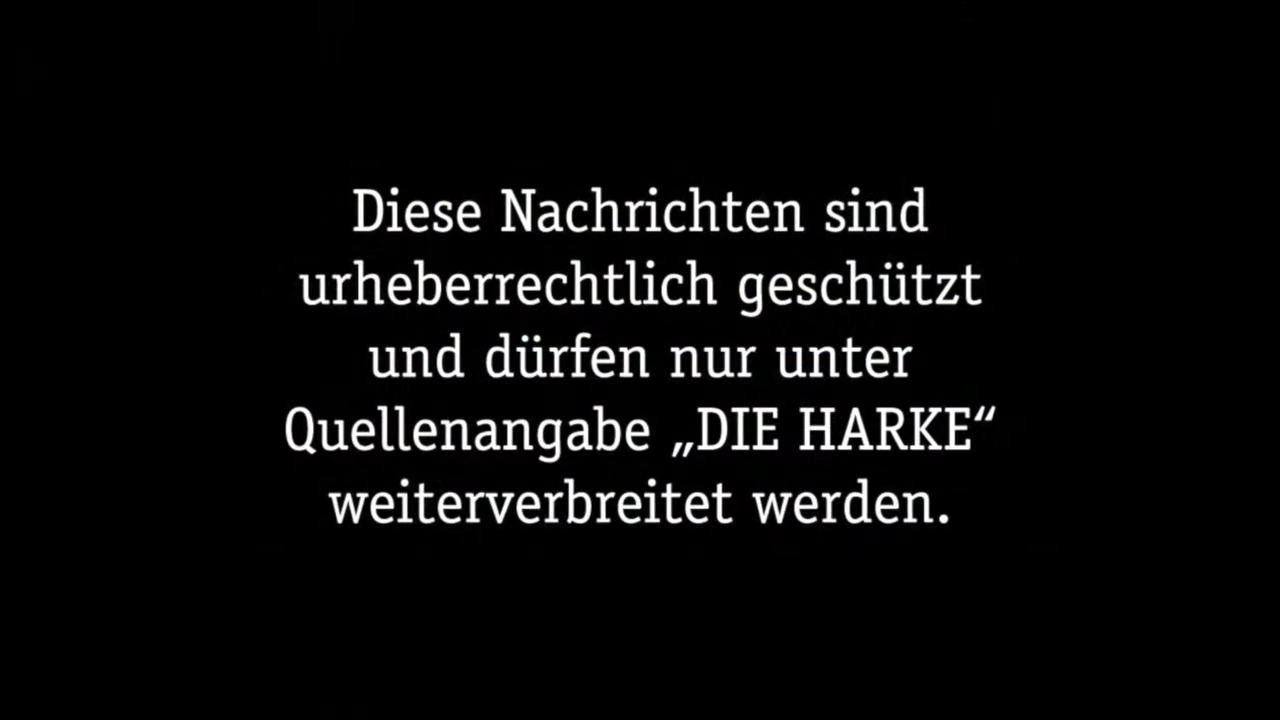 Diese Nachrichten sind
urheberrechtlich geschützt
und dürfen nur unter
Quellenangabe „DIE HARKE“
weiterverbreitet werden.